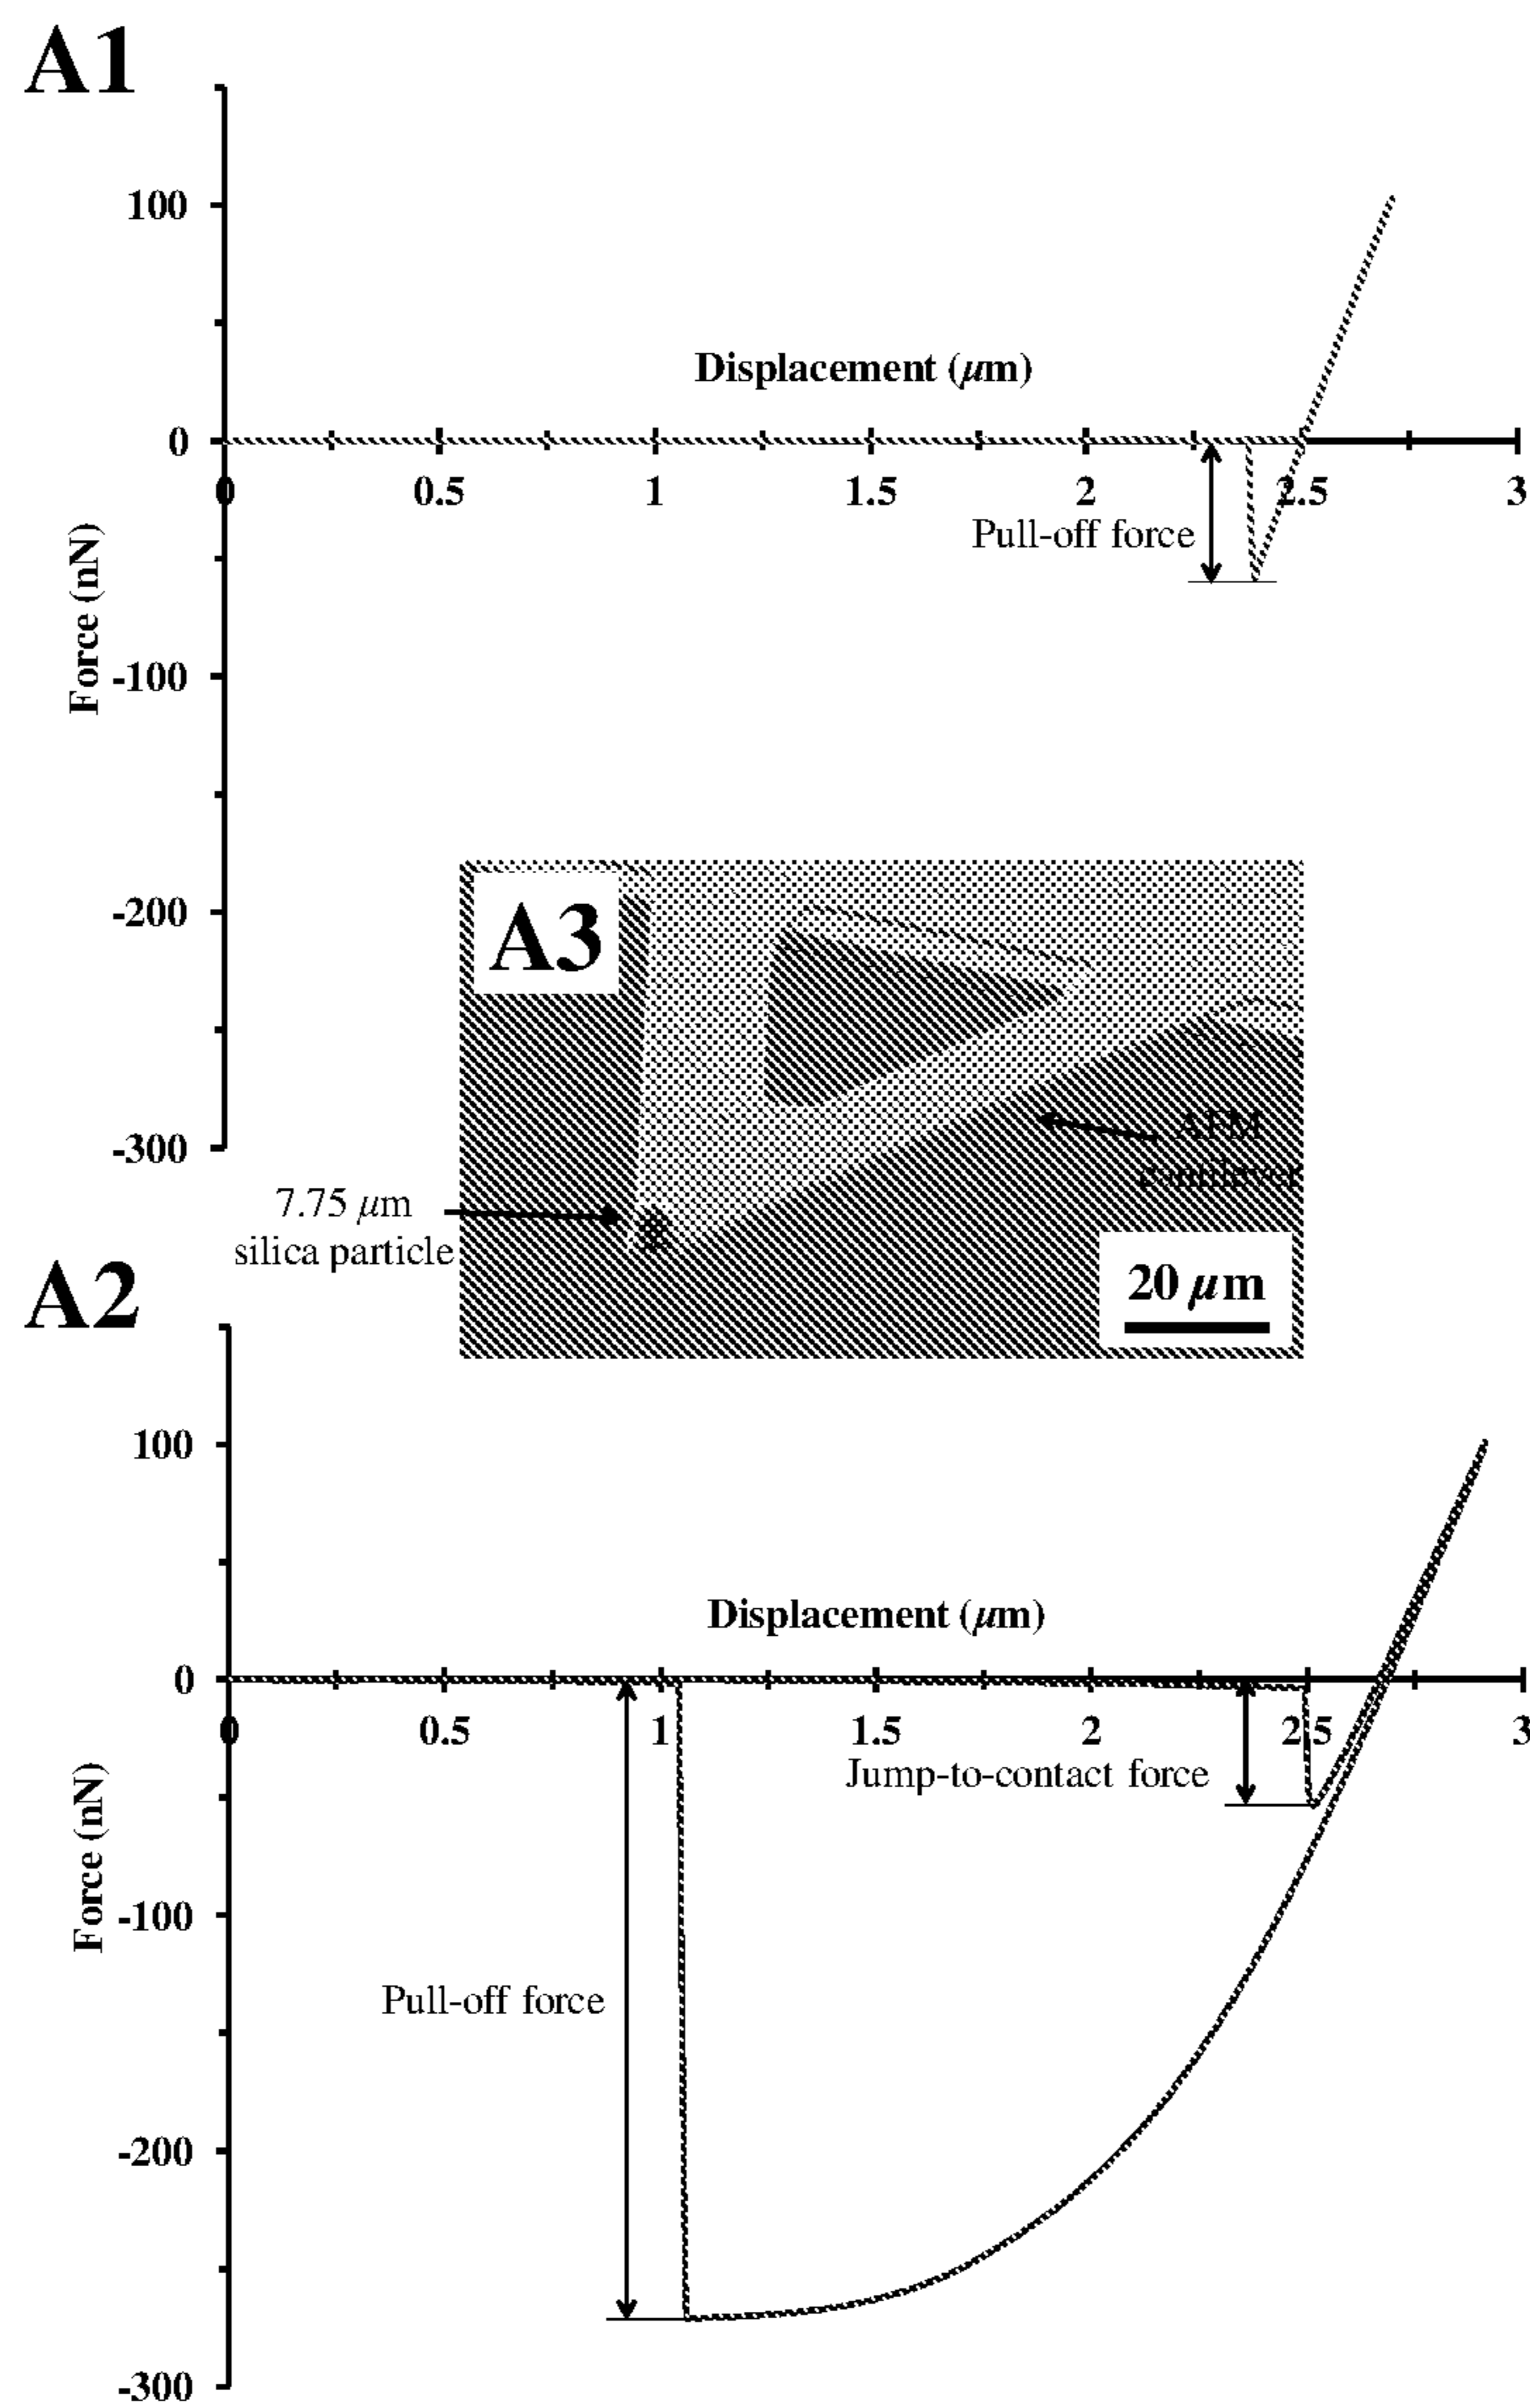 A1
100
Displacement (μm)
0
0
0.5
1
1.5
2
2.5
3
Pull-off force
Force (nN)
-100
-200
A3
-300
AFM
cantilever
7.75 μm
silica particle
20 μm
A2
100
Displacement (μm)
0
0
0.5
1
1.5
2
2.5
3
Jump-to-contact force
Force (nN)
-100
Pull-off force
-200
-300